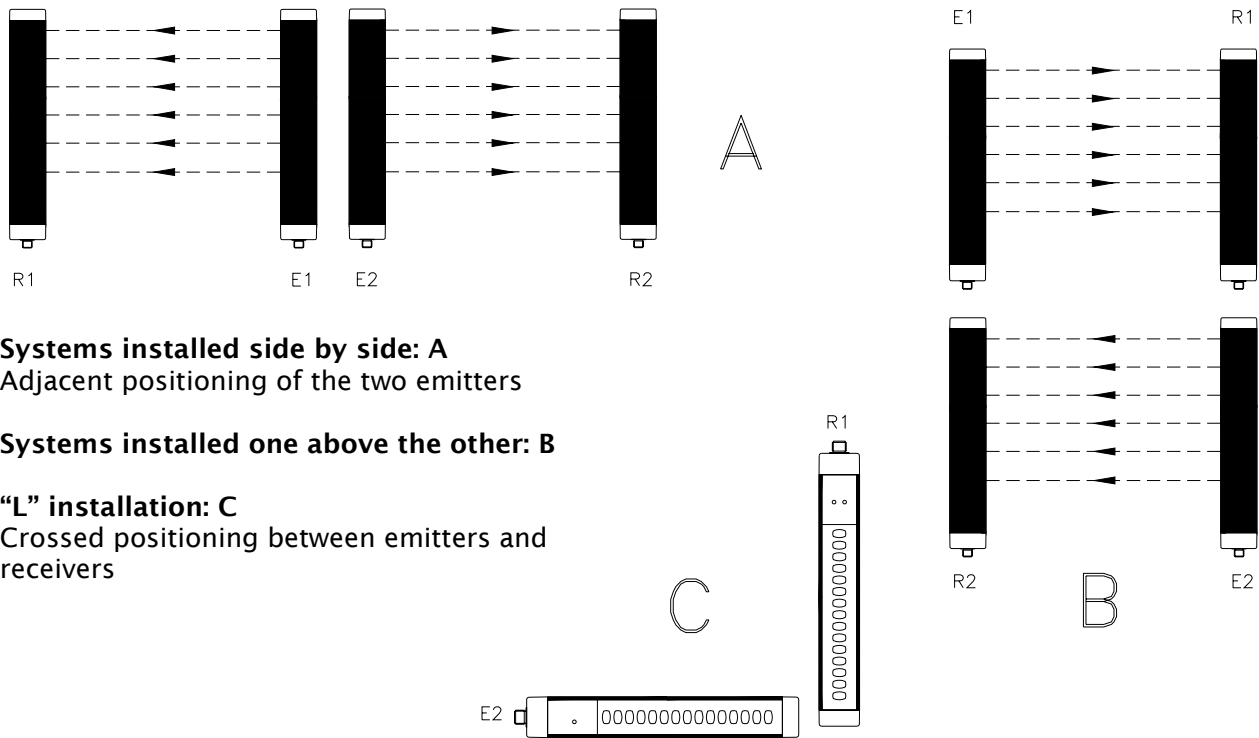 E1 R1
A
R1 E1 E2 R2
Systems installed side by side: A
Adjacent positioning of the two emitters
Systems installed one above the other: B
“L” installation: C
Crossed positioning between emitters and
receivers
R1
R2 E2
B
C
E2